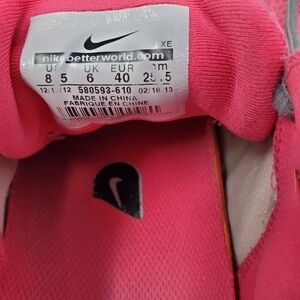 XE
nikebetterworld.com
US UK EUR cm
8.5 6 40 25.5
12/1/12 580593-610 02/18/13
MADE IN CHINA
FABRIQUE EN CHINE